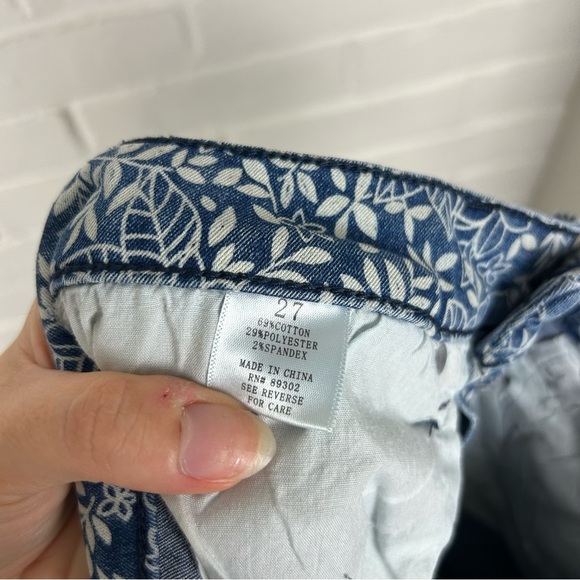 27
69%COTTON
29%POLYESTER
2%SPANDEX
MADE IN CHINA
RN# 89302
SEE REVERSE
FOR CARE